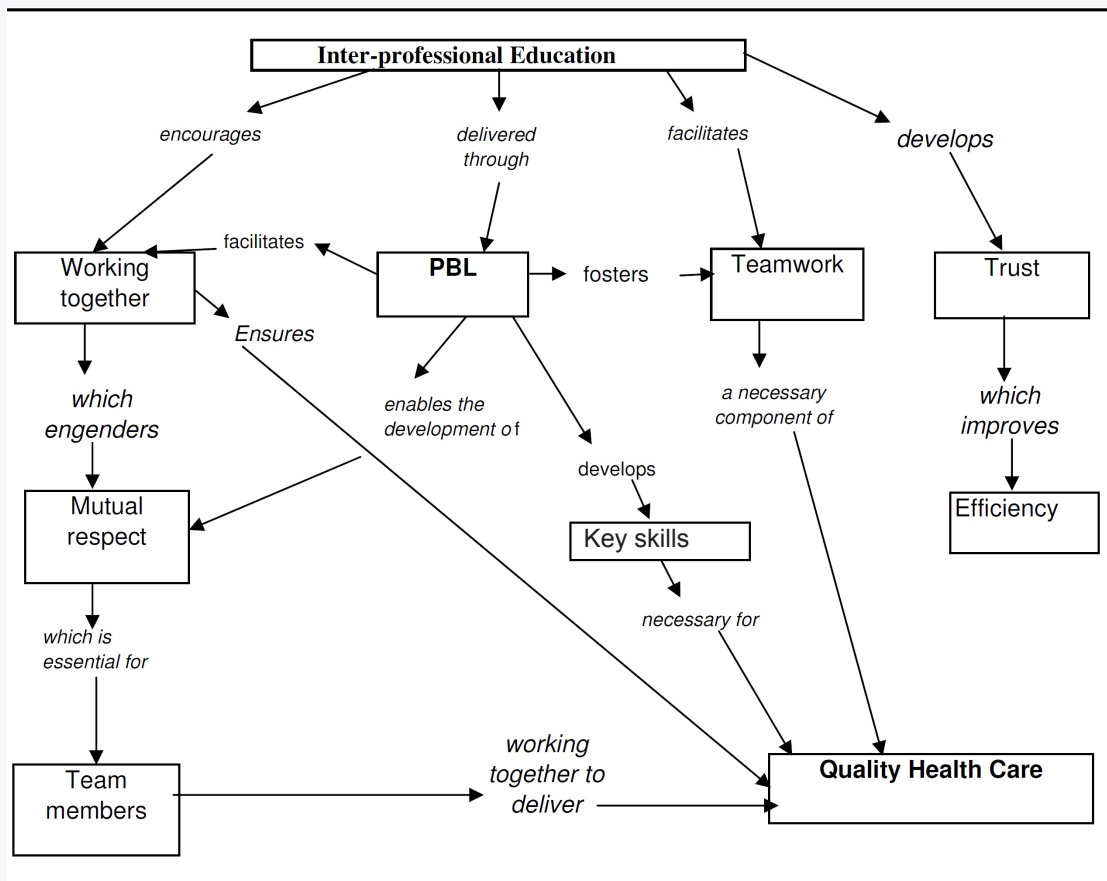 Inter-professional Education
encourages
delivered
through
facilitates
develops
facilitates
Working
together
PBL
fosters
Teamwork
Trust
Ensures
which
engenders
enables the
development of
a necessary
component of
which
improves
develops
Mutual
respect
Key skills
Efficiency
which is
essential for
necessary for
Team
members
working
together to
deliver
Quality Health Care